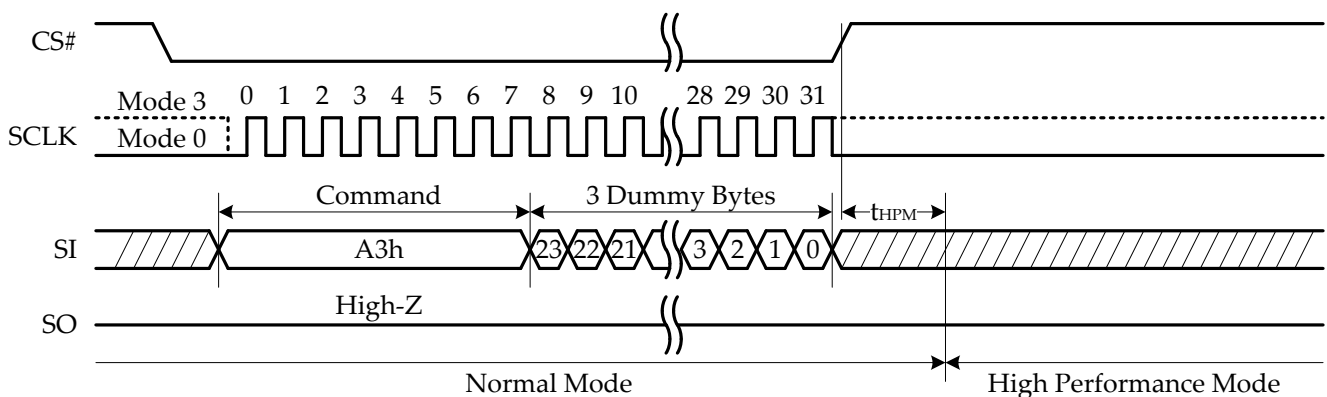 CS#
Mode 3 0 1 2 3 4 5 6 7 8 9 10 28 29 30 31
SCLK Mode 0
Command 3 Dummy Bytes tHPM
SI A3h 23 22 21 3 2 1 0
High-Z
SO
Normal Mode High Performance Mode